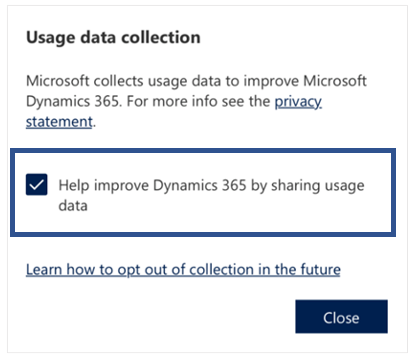 Usage data collection
Microsoft collects usage data to improve Microsoft
Dynamics 365. For more info see the privacy
statement.
Help improve Dynamics 365 by sharing usage
data
Learn how to opt out of collection in the future
Close